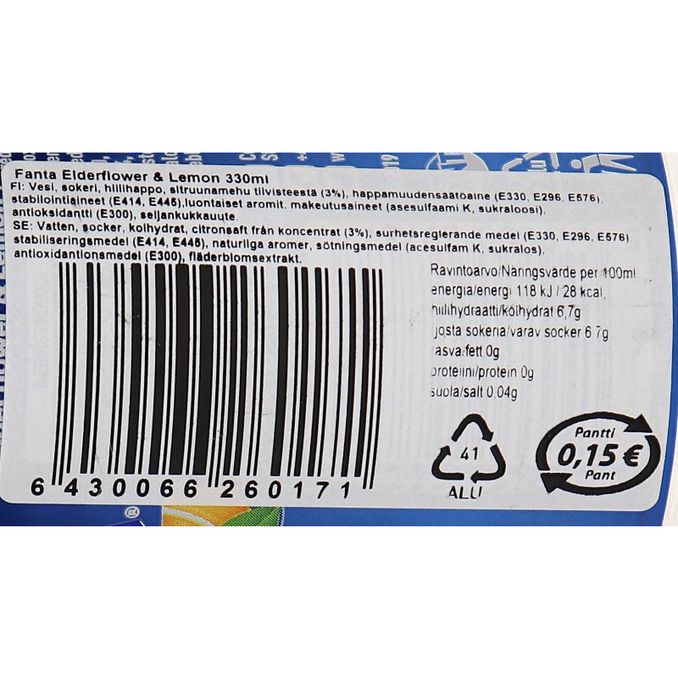 Fanta Elderflower & Lemon 330ml
FI: Vesi, sokeri, hiilihappo, sitruunamehu tiivisteestä (3%), happamuudensäätöaine (E330, E296, E576),
stabilointiaineet (E414, E445),luontaiset aromit, makeutusaineet (asesulfaami K, sukraloosi),
antioksidantti (E300), seljankukkauute.
SE: Vatten, socker, kolhydrat, citronsaft från koncentrat (3%), surhetsreglerande medel (E330, E296, E576)
stabiliseringsmedel (E414, E445), naturliga aromer, sötningsmedel (acesulfam K, sukralos).
antioxidantionsmedel (E300), fläderblomsextrakt.
Ravintoarvo/Näringsvärde per 100ml
energia/energi 118 kJ / 28 kcal
hiilihydraatti/kolhydrat 6,7g
josta sokeria/varav socker 6 7g
rasva/fett 0g
proteiini/protein 0g
suola/salt 0.04g
6 430066 260171
41
ALU
Pantti
0,15 €
Pant
®